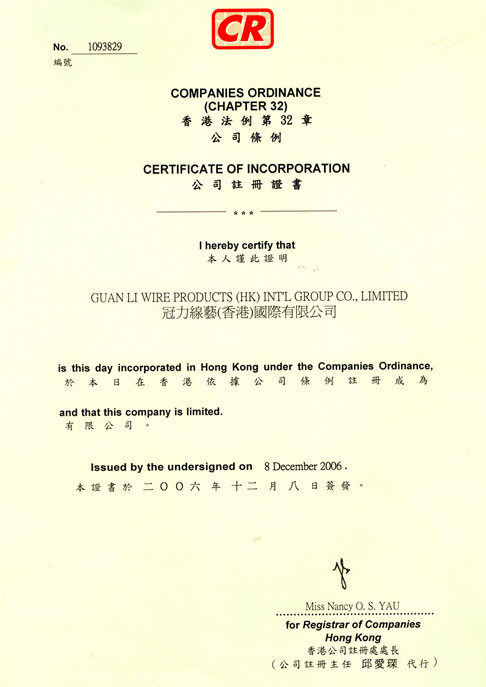 CR
No. 1093829
編號
COMPANIES ORDINANCE
(CHAPTER 32)
香港法例第32章
公司條例
CERTIFICATE OF INCORPORATION
公司註冊證書
***
I hereby certify that
本人謹此證明
GUAN LI WIRE PRODUCTS (HK) INT'L GROUP CO., LIMITED
冠力線藝(香港)國際有限公司
is this day incorporated in Hong Kong under the Companies Ordinance,
於本日在香港依據公司條例註冊成為
and that this company is limited.
有限公司。
Issued by the undersigned on 8 December 2006.
本證書於二〇〇六年十二月八日簽發。
Miss Nancy O. S. YAU
for Registrar of Companies
Hong Kong
香港公司註冊處處長
(公司註冊主任 邱愛琛 代行)